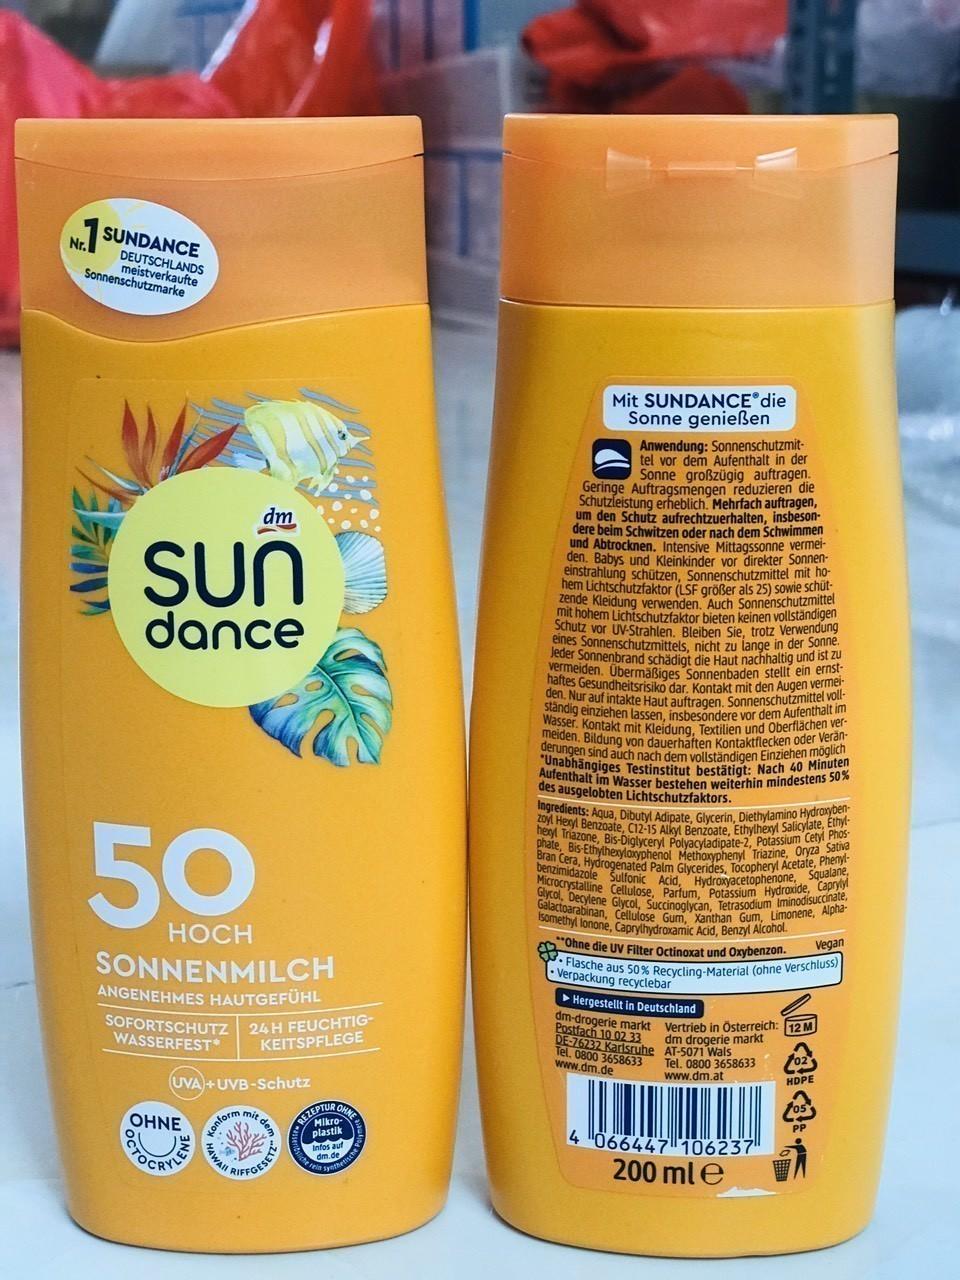 Nr. 1 SUNDANCE
DEUTSCHLANDS
meistverkaufte
Sonnenschutzmarke
dm
SUN
dance
50
HOCH
SONNENMILCH
ANGENEHMES HAUTGEFÜHL
SOFORTSCHUTZ
WASSERFEST*
24H FEUCHTIG-
KEITSPFLEGE
UVA+UVB-Schutz
OHNE
OCTOCRYLENE
Konform mit dem
HAWAII RIFFGESETZ**
REZEPTUR OHNE
Mikro-
plastik
Infos auf
dm.de
wasserlösliche rein synthetische Polymere
Mit SUNDANCE® die
Sonne genießen
Anwendung: Sonnenschutzmit-
tel vor dem Aufenthalt in der
Sonne großzügig auftragen.
Geringe Auftragsmengen reduzieren die
Schutzleistung erheblich. Mehrfach auftragen,
um den Schutz aufrechtzuerhalten, insbeson-
dere beim Schwitzen oder nach dem Schwimmen
und Abtrocknen. Intensive Mittagssonne vermei-
den. Babys und Kleinkinder vor direkter Sonnen-
einstrahlung schützen, Sonnenschutzmittel mit ho-
hem Lichtschutzfaktor (LSF größer als 25) sowie schüt-
zende Kleidung verwenden. Auch Sonnenschutzmittel
mit hohem Lichtschutzfaktor bieten keinen vollständigen
Schutz vor UV-Strahlen. Bleiben Sie, trotz Verwendung
eines Sonnenschutzmittels, nicht zu lange in der Sonne.
Jeder Sonnenbrand schädigt die Haut nachhaltig und ist zu
vermeiden. Übermäßiges Sonnenbaden stellt ein ernst-
haftes Gesundheitsrisiko dar. Kontakt mit den Augen vermei-
den. Nur auf intakte Haut auftragen. Sonnenschutzmittel voll-
ständig einziehen lassen, insbesondere vor dem Aufenthalt im
Wasser. Kontakt mit Kleidung, Textilien und Oberflächen ver-
meiden. Bildung von dauerhaften Kontaktflecken oder Verän-
derungen sind auch nach dem vollständigen Einziehen möglich
*Unabhängiges Testinstitut bestätigt: Nach 40 Minuten
Aufenthalt im Wasser bestehen weiterhin mindestens 50%
des ausgelobten Lichtschutzfaktors.
Ingredients: Aqua, Dibutyl Adipate, Glycerin, Diethylamino Hydroxyben-
zoyl Hexyl Benzoate, C12-15 Alkyl Benzoate, Ethylhexyl Salicylate, Ethyl-
hexyl Triazone, Bis-Diglyceryl Polyacyladipate-2, Potassium Cetyl Phos-
phate, Bis-Ethylhexyloxyphenol Methoxyphenyl Triazine, Oryza Sativa
Bran Cera, Hydrogenated Palm Glycerides, Tocopheryl Acetate, Phenyl-
benzimidazole Sulfonic Acid, Hydroxyacetophenone, Squalane,
Microcrystalline Cellulose, Parfum, Potassium Hydroxide, Caprylyl
Glycol, Decylene Glycol, Succinoglycan, Tetrasodium Iminodisuccinate,
Galactoarabinan, Cellulose Gum, Xanthan Gum, Limonene, Alpha-
Isomethyl Ionone, Caprylhydroxamic Acid, Benzyl Alcohol.
**Ohne die UV Filter Octinoxat und Oxybenzon. Vegan
• Flasche aus 50% Recycling-Material (ohne Verschluss)
• Verpackung recyclebar
Hergestellt in Deutschland
dm-drogerie markt
Postfach 10 02 33
DE-76232 Karlsruhe
Tel. 0800 3658633
www.dm.de
Vertrieb in Österreich:
dm drogerie markt
AT-5071 Wals
Tel. 0800 3658633
www.dm.at
12 M
02
HDPE
05
PP
4 066447 106237
200 ml e